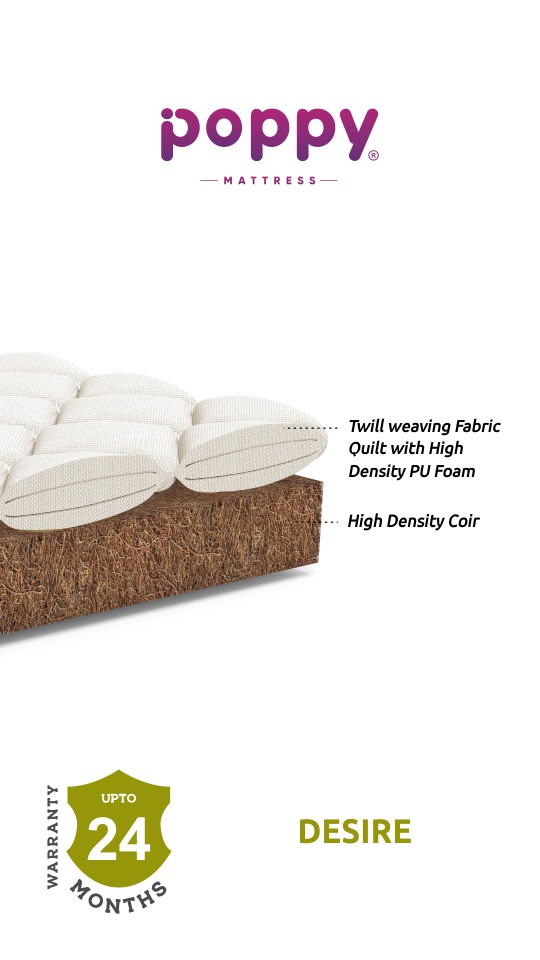 poppy®
MATTRESS
Twill weaving Fabric
Quilt with High
Density PU Foam
High Density Coir
WARRANTY
UPTO
24
MONTHS
DESIRE